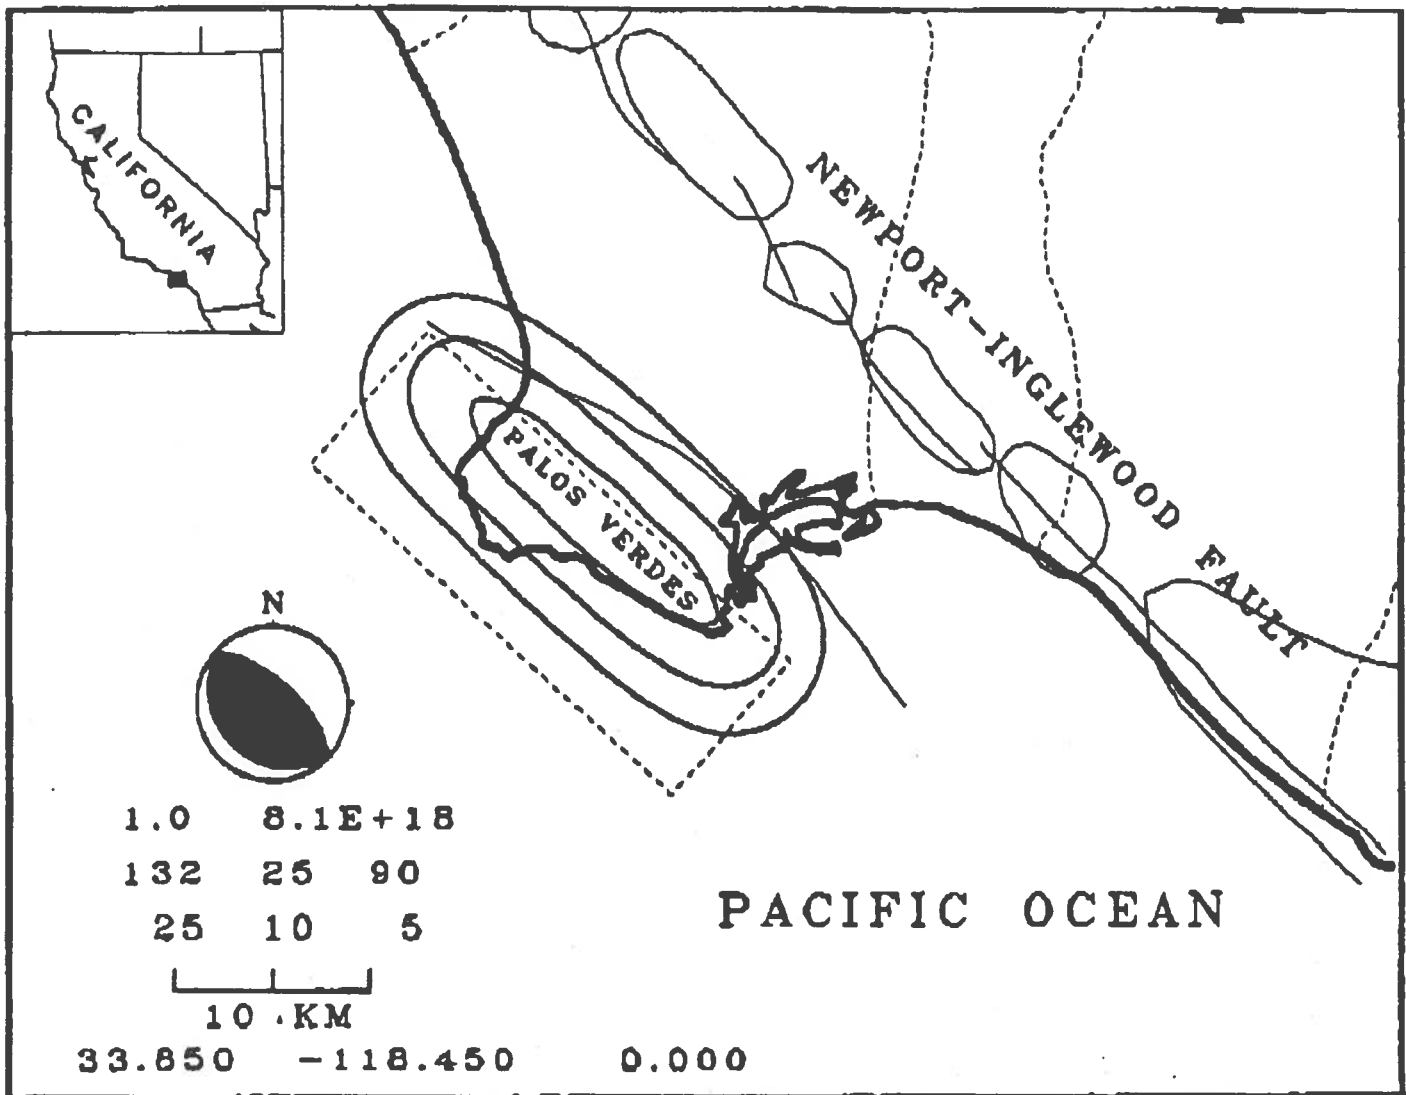 CALIFORNIA
NEWPORT-INGLEWOOD FAULT
PALOS VERDES
N
1.0 8.1E+18
132 25 90
25 10 5
10 KM
33.850 -118.450 0.000
PACIFIC OCEAN